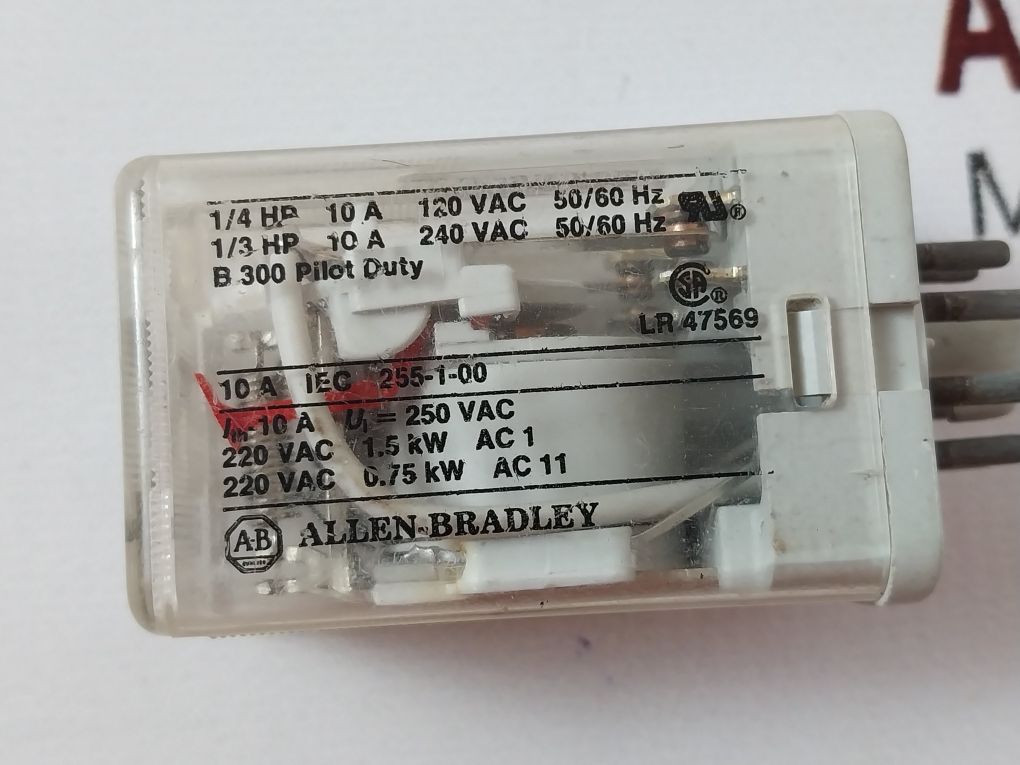 1/4 HP 10 A 120 VAC 50/60 Hz
1/3 HP 10 A 240 VAC 50/60 Hz
B 300 Pilot Duty
LR 47569
10 A IEC 255-1-00
Ith-10 A Ui = 250 VAC
220 VAC 1.5 kW AC 1
220 VAC 0.75 kW AC 11
A-B ALLEN-BRADLEY